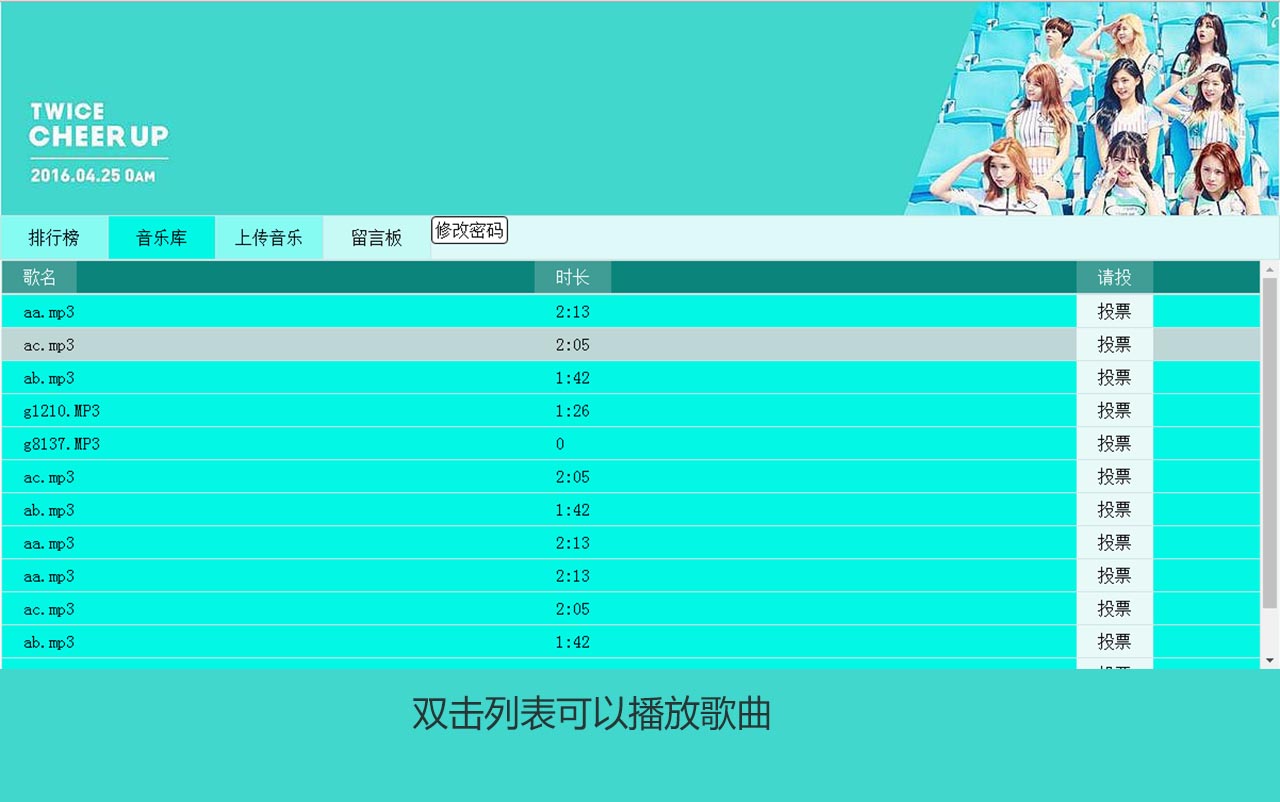 TWICE
CHEER UP
2016.04.25 0AM
排行榜 音乐库 上传音乐 留言板 修改密码
歌名 时长 请投
aa.mp3 2:13 投票
ac.mp3 2:05 投票
ab.mp3 1:42 投票
g1210.MP3 1:26 投票
g8137.MP3 0 投票
ac.mp3 2:05 投票
ab.mp3 1:42 投票
aa.mp3 2:13 投票
aa.mp3 2:13 投票
ac.mp3 2:05 投票
ab.mp3 1:42 投票
双击列表可以播放歌曲